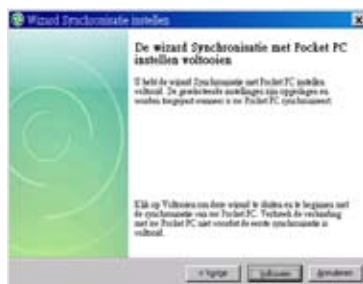 Wizard Synchronisatie instellen
De wizard Synchronisatie met Pocket PC
instellen voltooien
U hebt de wizard Synchronisatie met Pocket PC instellen
voltooid. De geselecteerde instellingen zijn opgeslagen en
worden toegepast wanneer u uw Pocket PC synchroniseert.
Klik op Voltooien om deze wizard te sluiten en te beginnen met
de synchronisatie van uw Pocket PC. Verbreek de verbinding
met uw Pocket PC niet voordat de eerste synchronisatie is
voltooid.
< Vorige
Voltooien
Annuleren